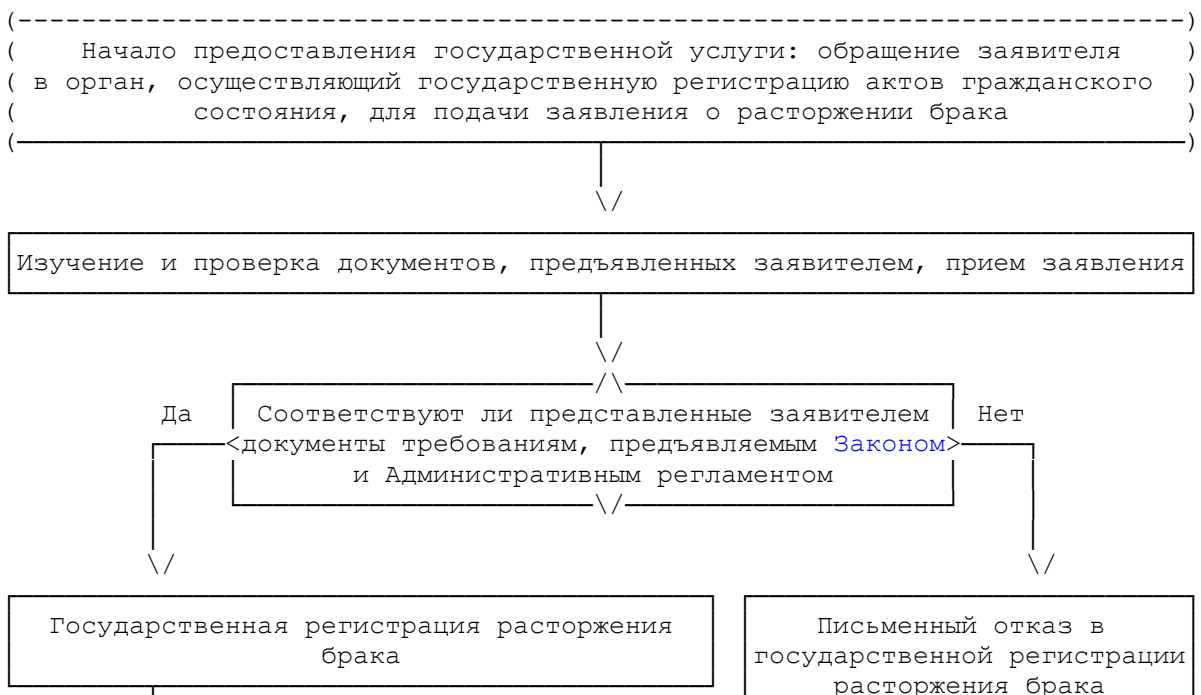 Начало предоставления государственной услуги: обращение заявителя
в орган, осуществляющий государственную регистрацию актов гражданского
состояния, для подачи заявления о расторжении брака
Изучение и проверка документов, предъявленных заявителем, прием заявления
Да
Соответствуют ли представленные заявителем
Нет
документы требованиям, предъявляемым Законом
и Административным регламентом
Государственная регистрация расторжения
брака
Письменный отказ в
государственной регистрации
расторжения брака